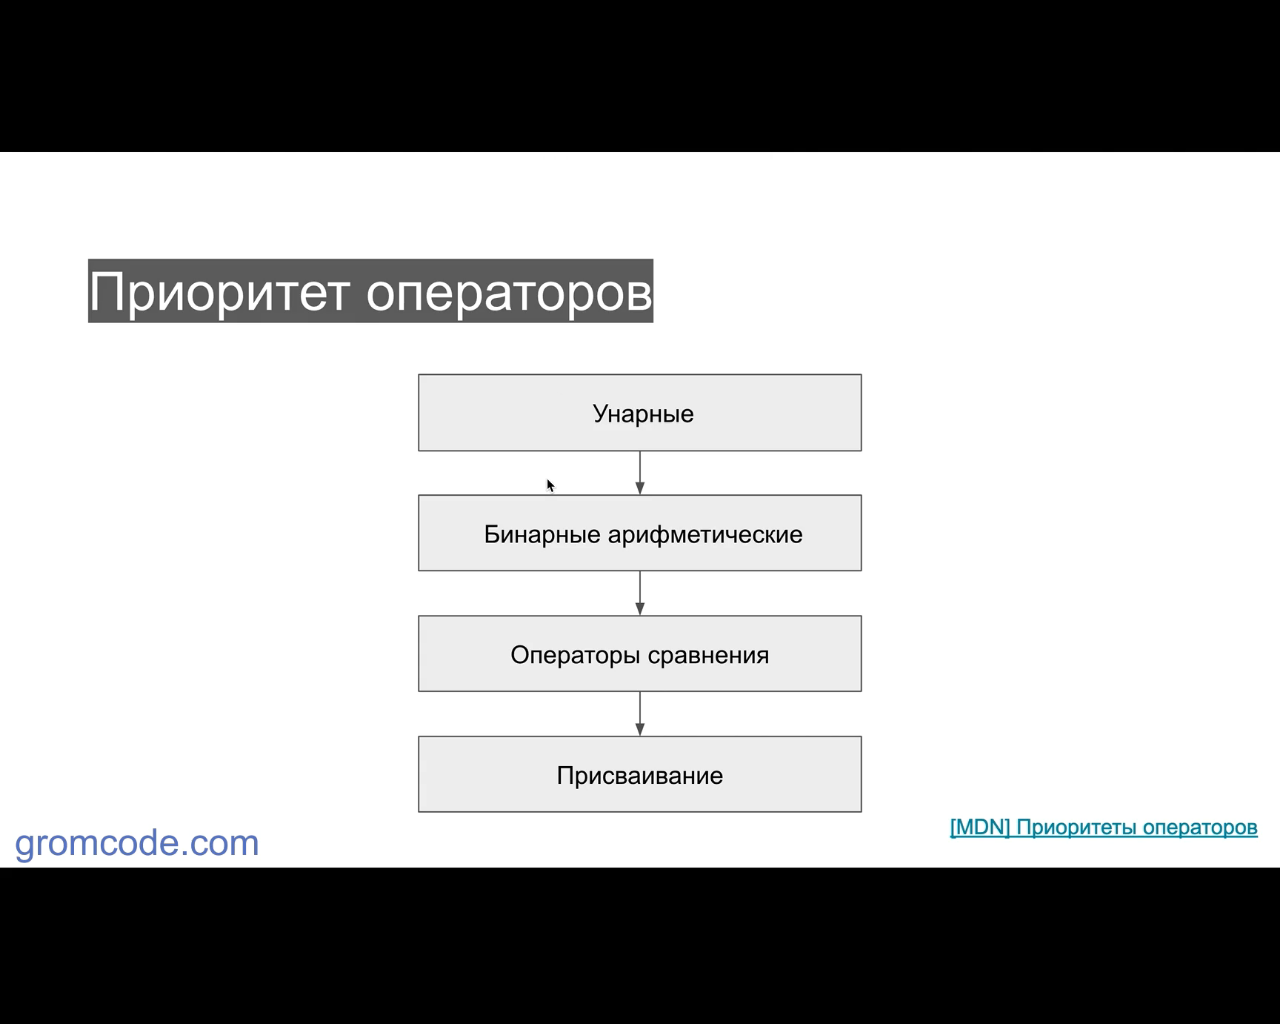 Приоритет операторов
Унарные
Бинарные арифметические
Операторы сравнения
Присваивание
[MDN] Приоритеты операторов
gromcode.com